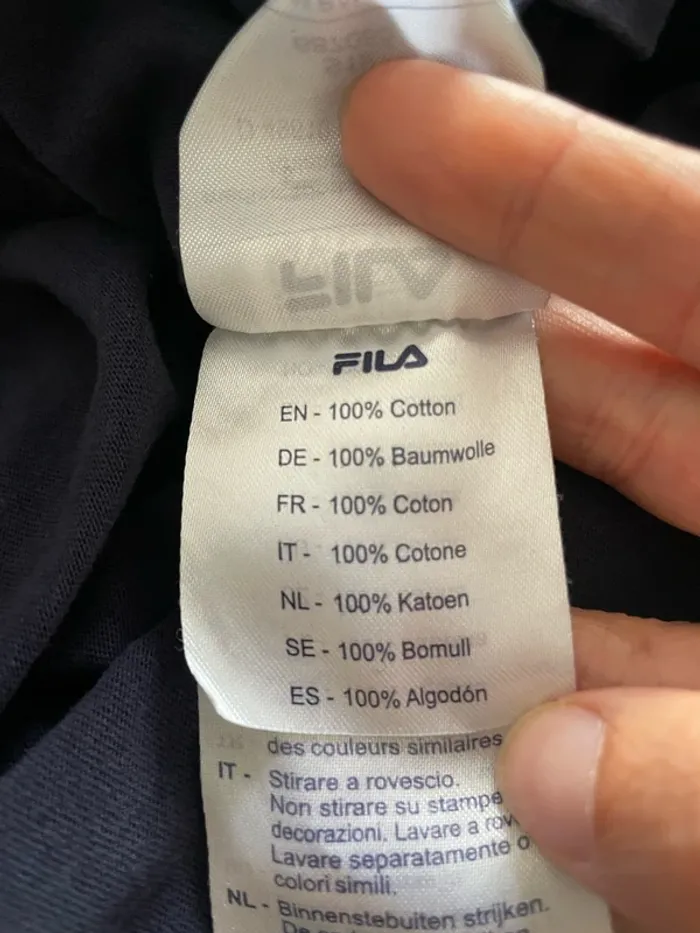 FILA
EN - 100% Cotton
DE - 100% Baumwolle
FR - 100% Coton
IT - 100% Cotone
NL - 100% Katoen
SE - 100% Bomull
ES - 100% Algodón
des couleurs similaires
IT - Stirare a rovescio.
Non stirare su stampe
decorazioni. Lavare a
Lavare separatamente o
colori simili.
NL - Binnenstebuiten strijken.